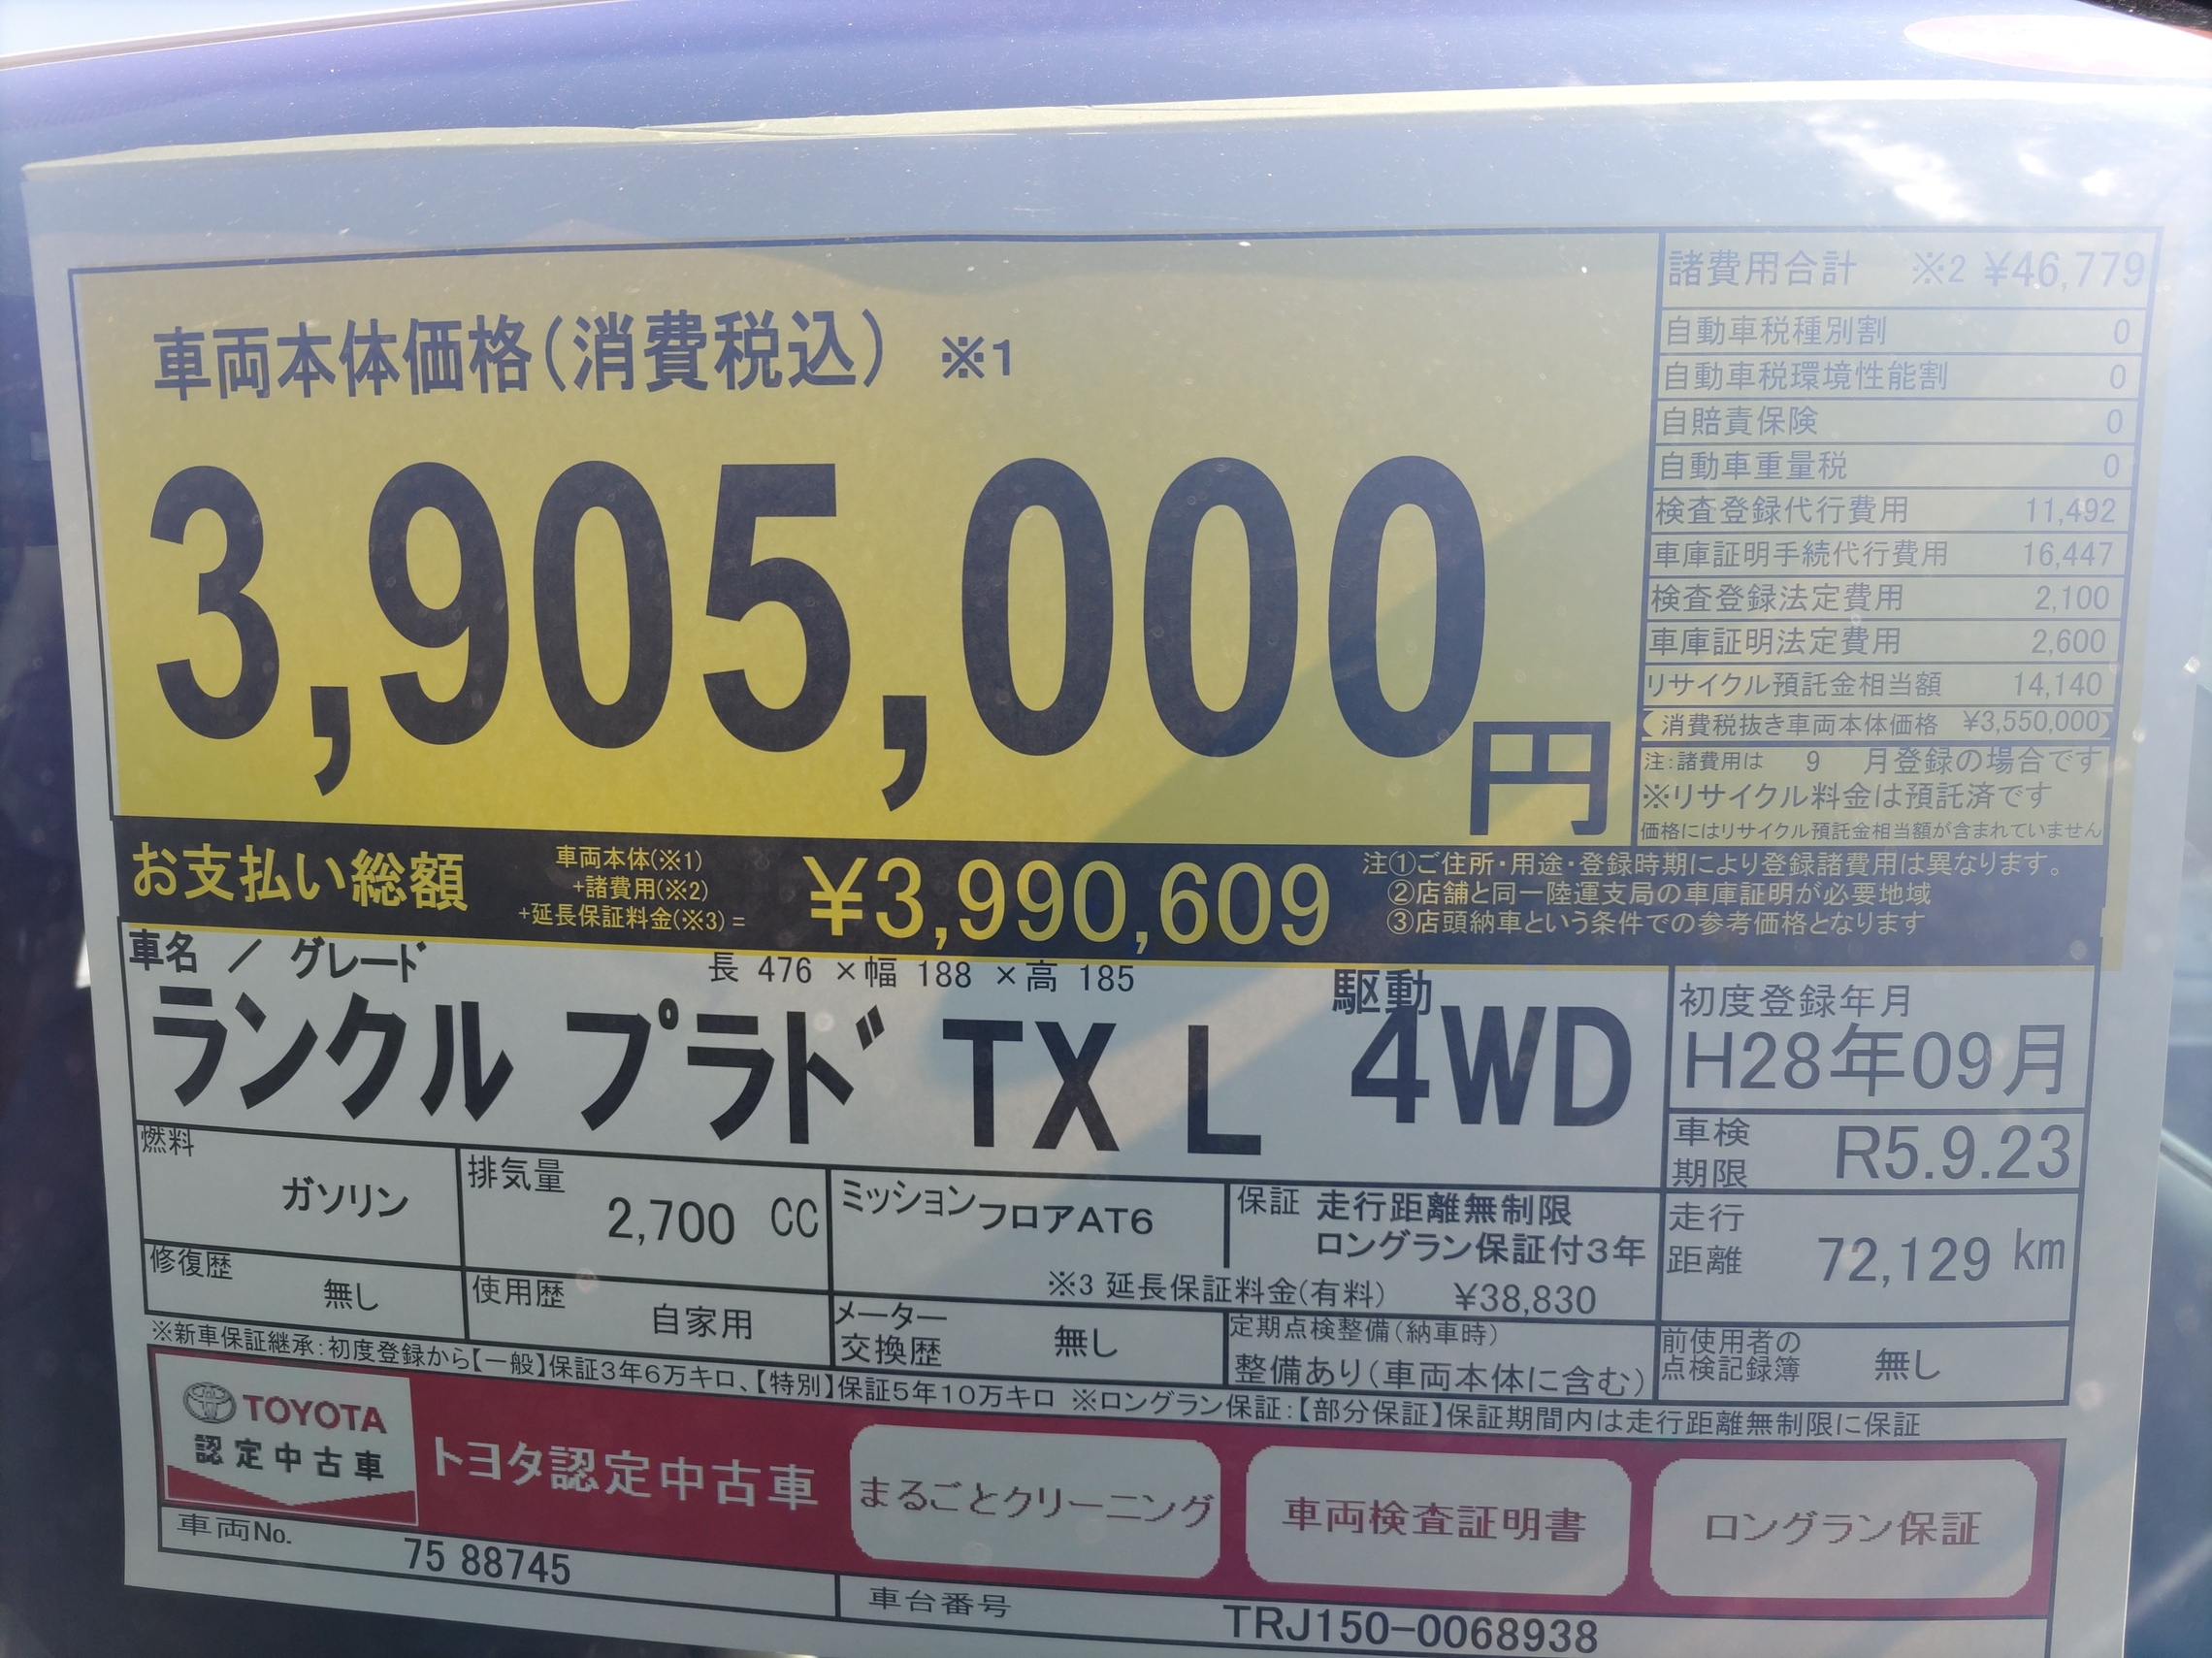 車両本体価格(消費税込) ※1
3,905,000円
諸費用合計 ※2 ¥46,779
自動車税種別割 0
自動車税環境性能割 0
自賠責保険 0
自動車重量税 0
検査登録代行費用 11,492
車庫証明手続代行費用 16,447
検査登録法定費用 2,100
車庫証明法定費用 2,600
リサイクル預託金相当額 14,140
(消費税抜き車両本体価格 ¥3,550,000)
注:諸費用は 9 月登録の場合です
※リサイクル料金は預託済です
価格にはリサイクル預託金相当額が含まれていません
お支払い総額
車両本体(※1)
+諸費用(※2)
+延長保証料金(※3)=
¥3,990,609
注①ご住所・用途・登録時期により登録諸費用は異なります。
②店舗と同一陸運支局の車庫証明が必要地域
③店頭納車という条件での参考価格となります
車名 / グレード 長 476 ×幅 188 ×高 185
ランクル プラド TX L
駆動
4WD
初度登録年月
H28年09月
車検
期限 R5.9.23
燃料
ガソリン
排気量
2,700 CC
ミッション フロアAT6
保証 走行距離無制限
ロングラン保証付3年
※3 延長保証料金(有料) ¥38,830
走行
距離 72,129 km
修復歴
無し
使用歴
自家用
メーター
交換歴 無し
定期点検整備(納車時)
整備あり(車両本体に含む)
前使用者の
点検記録簿 無し
※新車保証継承:初度登録から【一般】保証3年6万キロ、【特別】保証5年10万キロ ※ロングラン保証:【部分保証】保証期間内は走行距離無制限に保証
TOYOTA
認定中古車
トヨタ認定中古車
まるごとクリーニング
車両検査証明書
ロングラン保証
車両No. 75 88745
車台番号 TRJ150-0068938